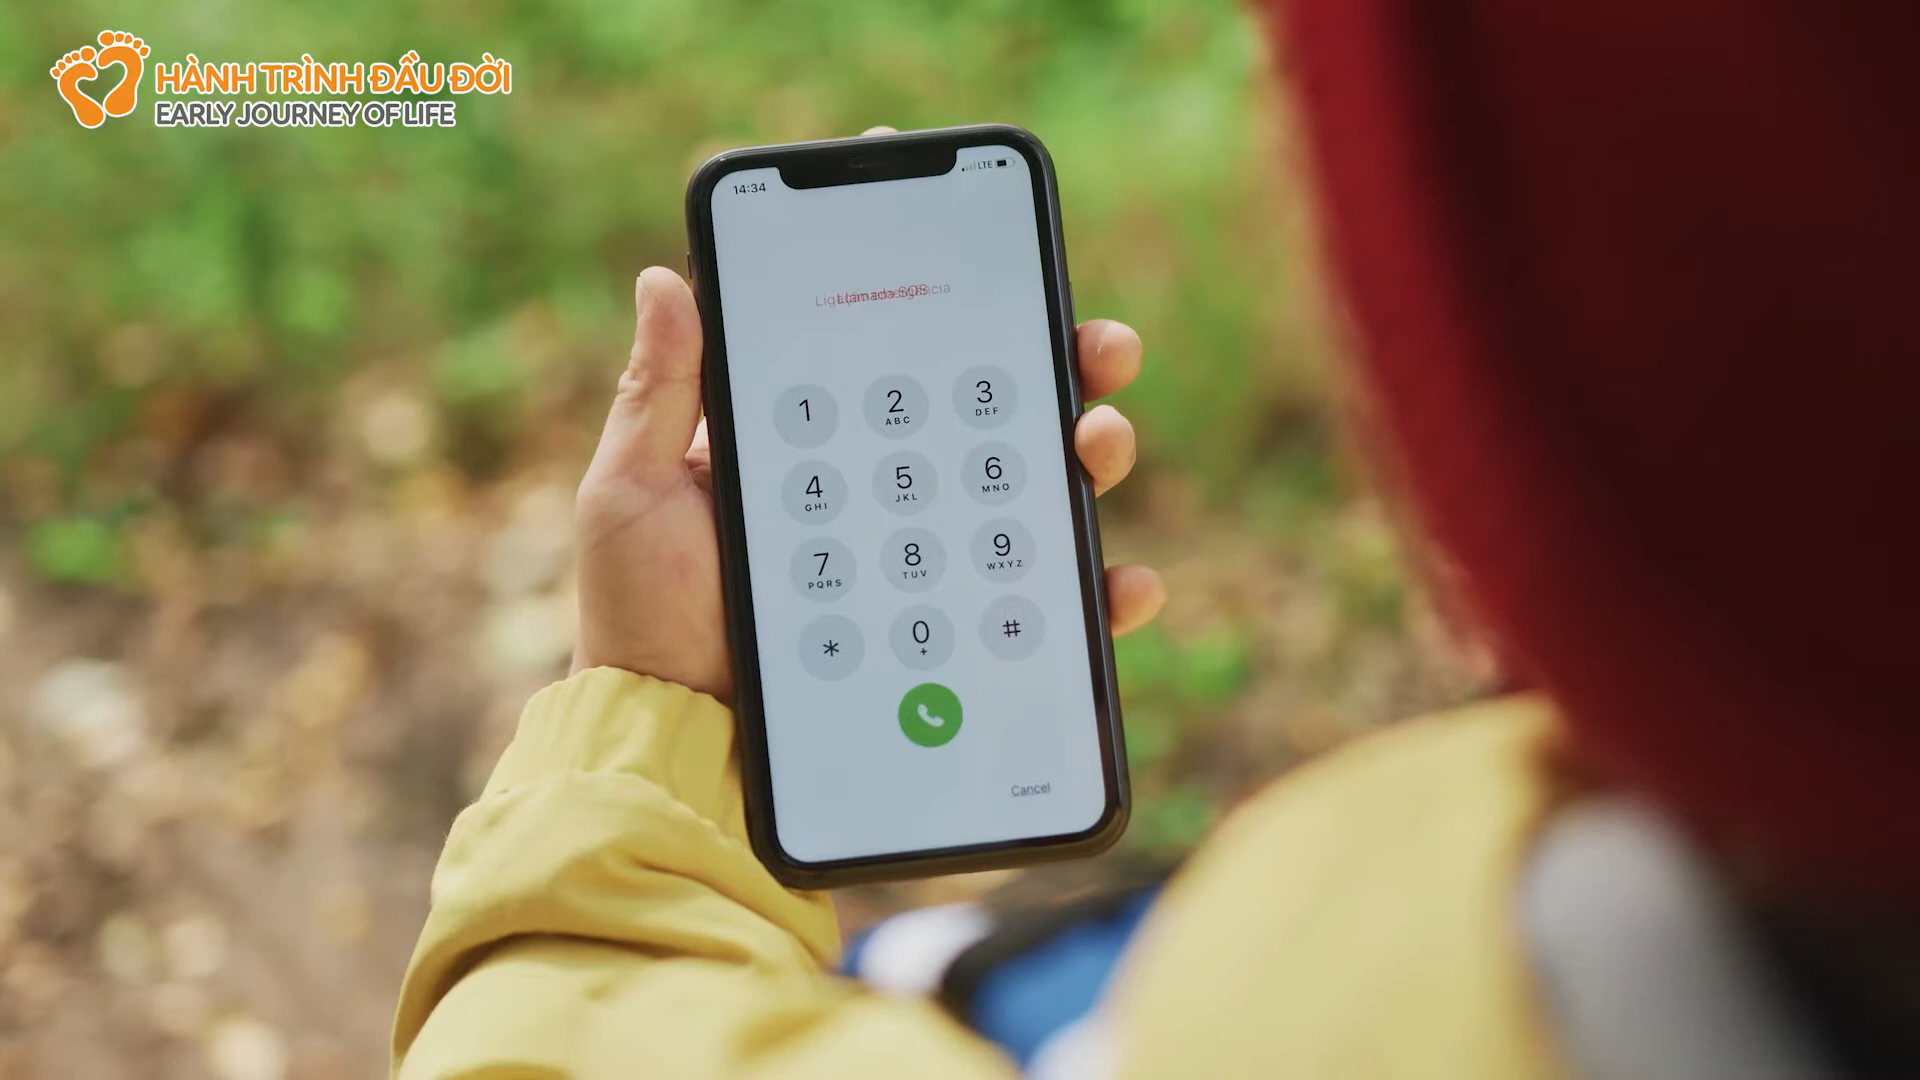 HÀNH TRÌNH ĐẦU ĐỜI
EARLY JOURNEY OF LIFE
14:34
LTE
1
2
3
ABC
DEF
4
5
6
GHI
JKL
MNO
7
8
9
PQRS
TUV
WXYZ
*
0
#
+
Cancel